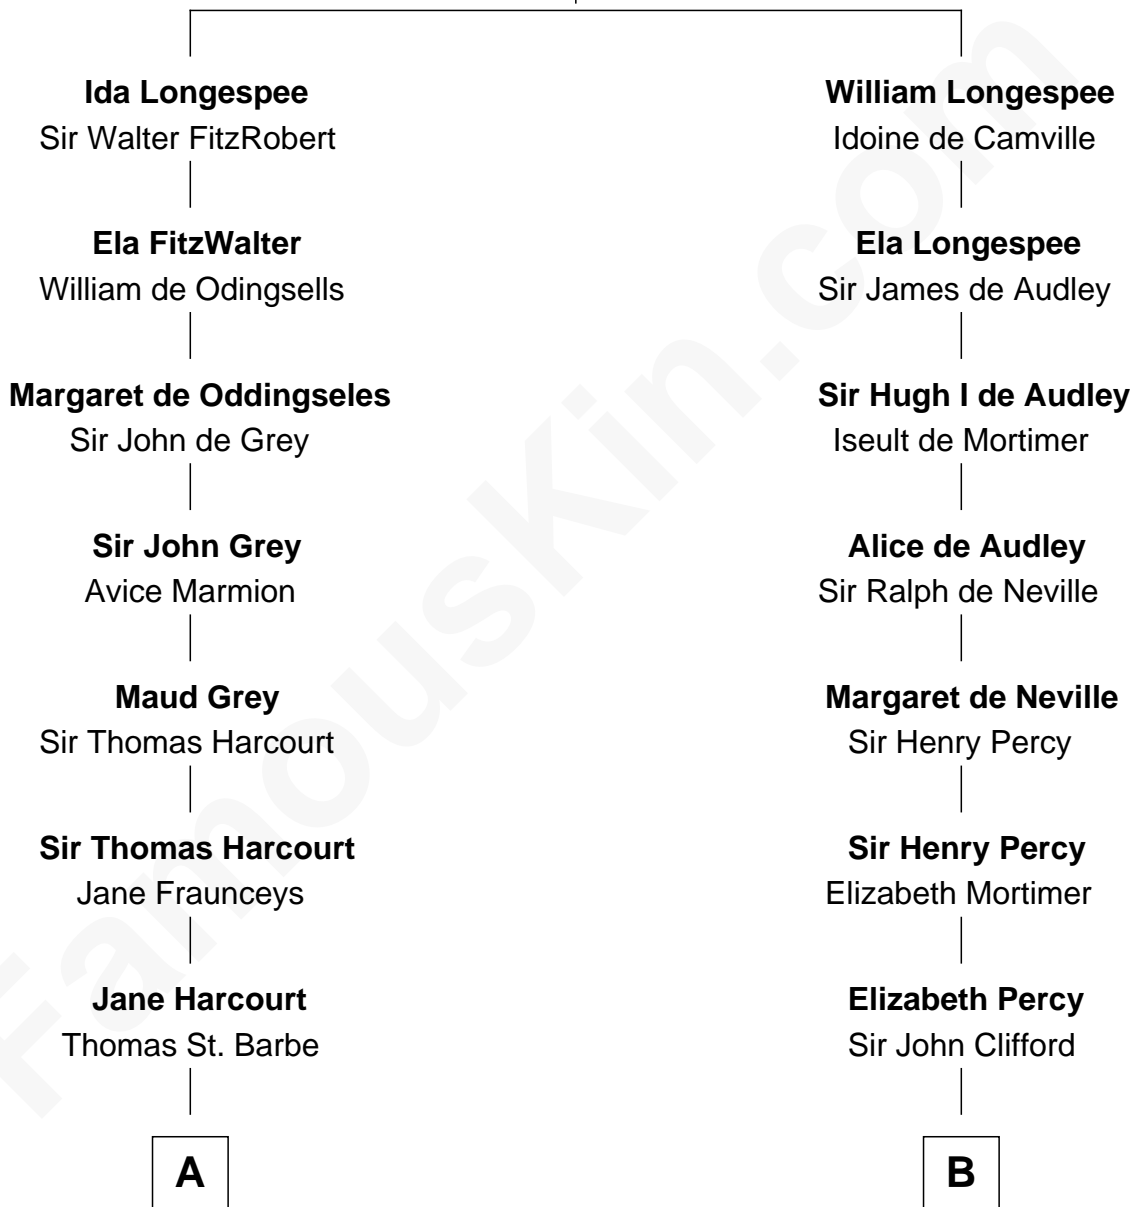 Ida Longespee
Sir Walter FitzRobert
Ela FitzWalter
William de Odingsells
Margaret de Oddingseles
Sir John de Grey
Sir John Grey
Avice Marmion
Maud Grey
Sir Thomas Harcourt
Sir Thomas Harcourt
Jane Fraunceys
Jane Harcourt
Thomas St. Barbe
A
William Longespee
Idoine de Camville
Ela Longespee
Sir James de Audley
Sir Hugh I de Audley
Iseult de Mortimer
Alice de Audley
Sir Ralph de Neville
Margaret de Neville
Sir Henry Percy
Sir Henry Percy
Elizabeth Mortimer
Elizabeth Percy
Sir John Clifford
B
FamousKin.com